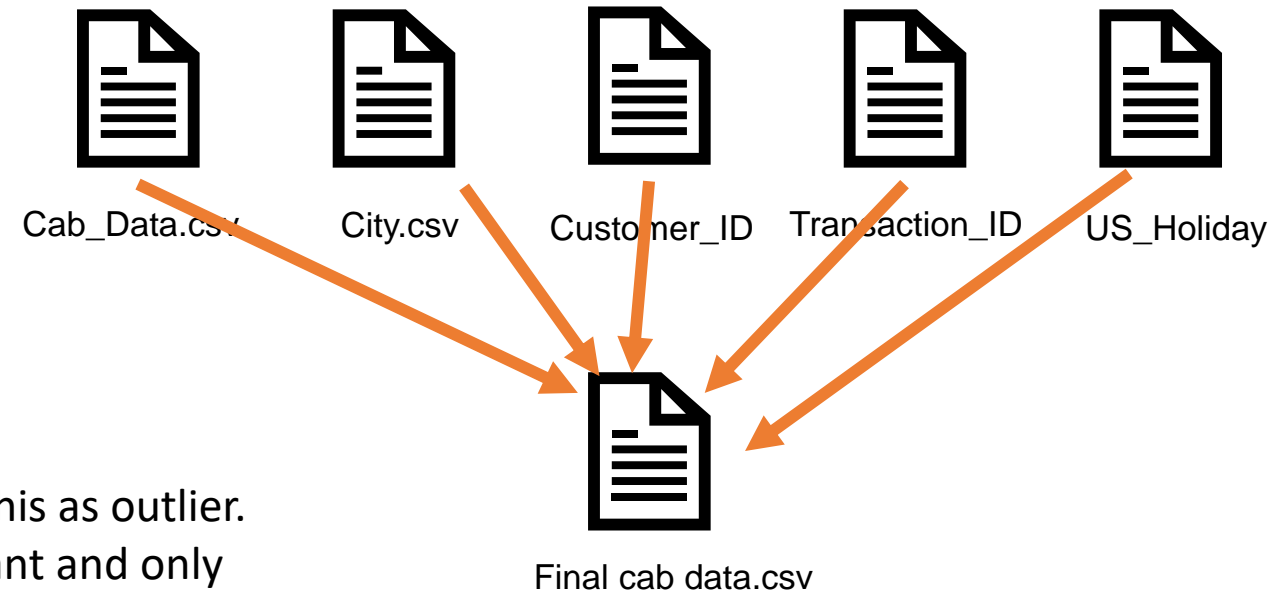 Cab_Data.csv
City.csv
Customer_ID
Transaction_ID
US_Holiday
his as outlier.
nt and only
Final cab data.csv